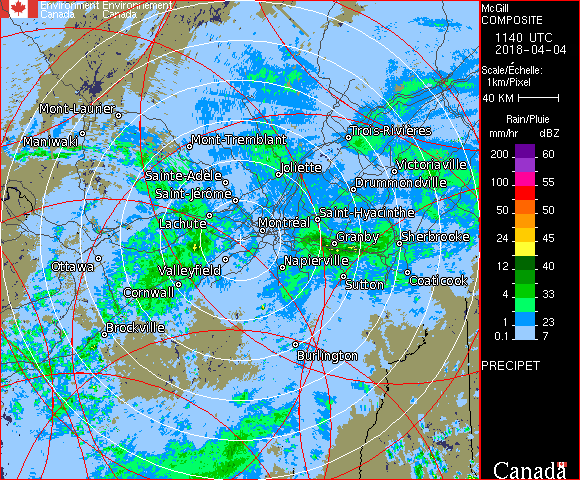 Environment Environnement
Canada Canada
McGill
COMPOSITE
1140 UTC
2018-04-04
Scale/Échelle:
1km/Pixel
40 KM
Rain/Pluie
mm/hr dBZ
200 60
100 55
50 50
24 45
12 40
4 33
1 23
0.1 7
PRECIPET
Canada
Mont-Laurier
Maniwaki
Mont-Tremblant
Trois-Rivières
Sainte-Adèle
Joliette
Victoriaville
Saint-Jérôme
Drummondville
Lachute
Montréal
Saint-Hyacinthe
Granby
Sherbrooke
Ottawa
Valleyfield
Napierville
Cornwall
Sutton
Coaticook
Brockville
Burlington